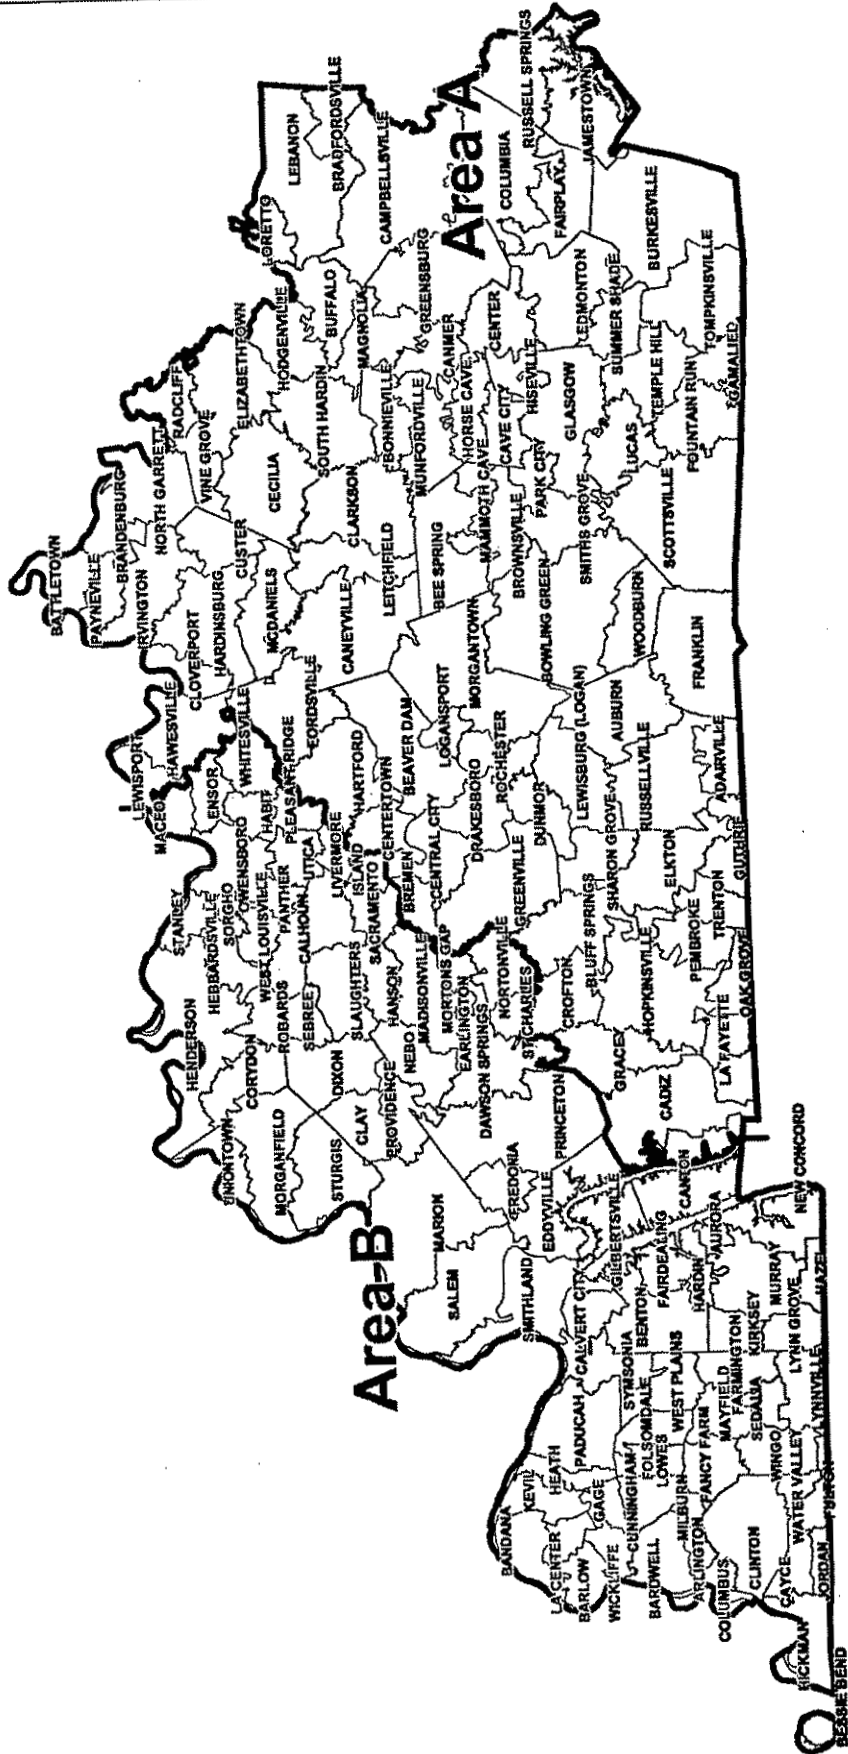 BATTLETOWN
PAYNEVILLE
BRANDENBURG
IRVINGTON
NORTH GARRETT
RADCLIFF
VINE GROVE
LEWISPORT
HAWESVILLE
CLOVERPORT
HARDINSBURG
CUSTER
ELIZABETHTOWN
LORETTO
MACEO
STANLEY
ENSOR
WHITESVILLE
MCDANIELS
CECILIA
HODGENVILLE
LEBANON
HENDERSON
HEBBARDSVILLE
SORGHO
OWENSBORO
HABIT
PLEASANT RIDGE
FORDSVILLE
SOUTH HARDIN
BUFFALO
BRADFORDSVILLE
UNIONTOWN
CORYDON
WEST LOUISVILLE
PANTHER
UTICA
CANEYVILLE
CLARKSON
MAGNOLIA
CAMPBELLSVILLE
MORGANFIELD
ROBARDS
SEBREE
CALHOUN
LIVERMORE
HARTFORD
LEITCHFIELD
BONNIEVILLE
STURGIS
DIXON
SLAUGHTERS
ISLAND
SACRAMENTO
CENTERTOWN
BEAVER DAM
MUNFORDVILLE
GREENSBURG
CLAY
PROVIDENCE
HANSON
BREMEN
BEE SPRING
CANMER
Area A
Area-B
NEBO
MADISONVILLE
CENTRAL CITY
LOGANSPORT
MORGANTOWN
MAMMOTH CAVE
HORSE CAVE
CENTER
COLUMBIA
RUSSELL SPRINGS
MARION
MORTONS GAP
EARLINGTON
DRAKESBORO
ROCHESTER
BROWNSVILLE
CAVE CITY
SALEM
DAWSON SPRINGS
NORTONVILLE
GREENVILLE
DUNMOR
BOWLING GREEN
PARK CITY
HISEVILLE
FAIRPLAY
JAMESTOWN
FREDONIA
ST CHARLES
CROFTON
BLUFF SPRINGS
LEWISBURG (LOGAN)
SMITHS GROVE
GLASGOW
EDMONTON
SMITHLAND
EDDYVILLE
PRINCETON
GRACEY
SHARON GROVE
AUBURN
WOODBURN
LUCAS
SUMMER SHADE
BURKESVILLE
BANDANA
KEVIL
HEATH
PADUCAH
CALVERT CITY
GILBERTSVILLE
HOPKINSVILLE
RUSSELLVILLE
SCOTTSVILLE
TEMPLE HILL
LA CENTER
BARLOW
GAGE
SYMSONIA
BENTON
FAIRDEALING
CANTON
CADIZ
PEMBROKE
ELKTON
FRANKLIN
FOUNTAIN RUN
TOMPKINSVILLE
WICKLIFFE
CUNNINGHAM
FOLSOMDALE
LOWES
WEST PLAINS
HARDIN
AURORA
LA FAYETTE
TRENTON
ADAIRVILLE
GAMALIEL
BARDWELL
MILBURN
FANCY FARM
MAYFIELD
FARMINGTON
KIRKSEY
OAK GROVE
GUTHRIE
ARLINGTON
COLUMBUS
CLINTON
WINGO
SEDALIA
LYNN GROVE
MURRAY
NEW CONCORD
CAYCE
WATER VALLEY
LYNNVILLE
HAZEL
HICKMAN
JORDAN
FULTON
BESSIE BEND